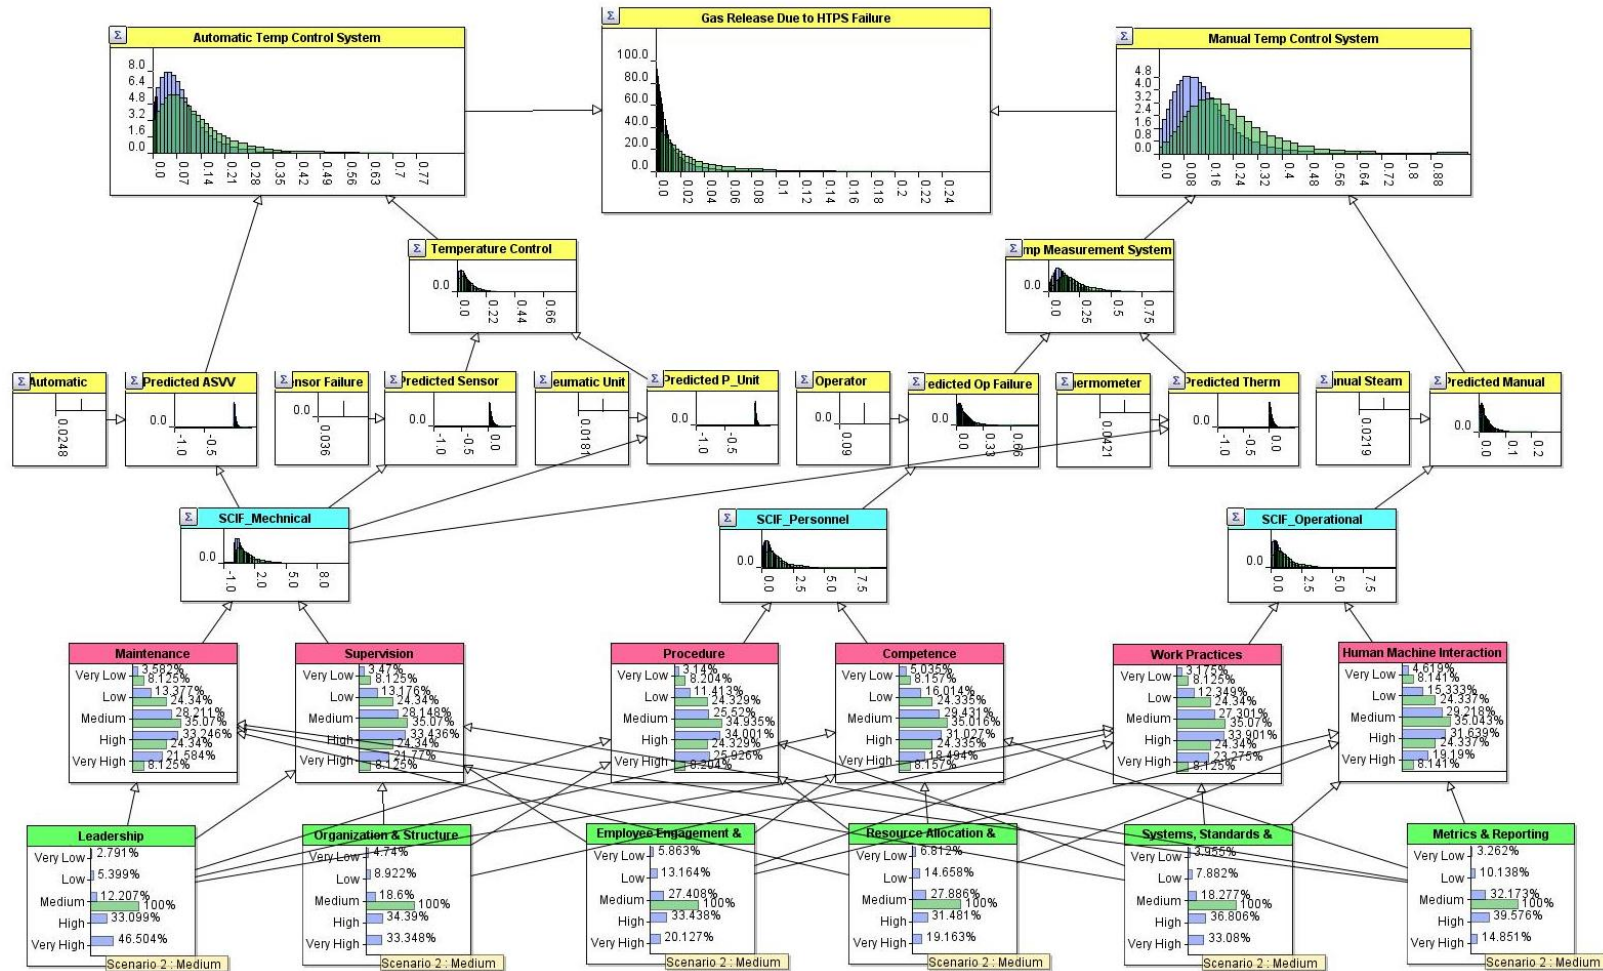 Σ Gas Release Due to HTPS Failure
100.0
80.0
60.0
40.0
20.0
0.0
0.0 0.02 0.04 0.06 0.08 0.1 0.12 0.14 0.16 0.18 0.2 0.22 0.24
Σ Automatic Temp Control System
8.0
6.4
4.8
3.2
1.6
0.0
0.0 0.07 0.14 0.21 0.28 0.35 0.42 0.49 0.56 0.63 0.7 0.77
Σ Manual Temp Control System
4.8
4.0
3.2
2.4
1.6
0.8
0.0
0.0 0.08 0.16 0.24 0.32 0.4 0.48 0.56 0.64 0.72 0.8 0.88
Σ Temperature Control
0.0
0.0 0.22 0.44 0.66
Σ mp Measurement System
0.0
0.0 0.25 0.5 0.75
Σ Automatic
0.0248
Σ Predicted ASVV
0.0
-1.0 -0.5
Σ nsor Failure
0.0
0.036
Σ Predicted Sensor
0.0
-1.0 -0.5 0.0
Σ eumatic Unit
0.0181
Σ Predicted P_Unit
0.0
-1.0 -0.5
Σ Operator
0.0
0.09
Σ redicted Op Failure
0.0
0.0 0.33 0.66
Σ ermometer
0.0421
Σ Predicted Therm
0.0
-1.0 -0.5 0.0
Σ nual Steam
0.0219
Σ Predicted Manual
0.0
0.0 0.1 0.2
Σ SCIF_Mechnical
0.0
-1.0 2.0 5.0 8.0
Σ SCIF_Personnel
0.0
0.0 2.5 5.0 7.5
Σ SCIF_Operational
0.0
0.0 2.5 5.0 7.5
Maintenance
Very Low 3.582%
8.125%
Low 13.377%
24.34%
Medium 28.211%
35.07%
High 33.246%
24.34%
Very High 21.584%
8.125%
Supervision
Very Low 3.47%
8.125%
Low 13.176%
24.34%
Medium 28.148%
35.07%
High 33.436%
24.34%
Very High 21.77%
8.125%
Procedure
Very Low 3.14%
8.204%
Low 11.413%
24.329%
Medium 25.52%
34.935%
High 34.001%
24.329%
Very High 25.926%
8.204%
Competence
Very Low 5.035%
8.157%
Low 16.014%
24.335%
Medium 29.431%
35.016%
High 31.027%
24.335%
Very High 18.494%
8.157%
Work Practices
Very Low 3.175%
8.125%
Low 12.349%
24.34%
Medium 27.301%
35.07%
High 33.901%
24.34%
Very High 23.275%
8.125%
Human Machine Interaction
Very Low 4.619%
8.141%
Low 15.333%
24.337%
Medium 29.218%
35.043%
High 31.639%
24.337%
Very High 19.19%
8.141%
Leadership
Very Low 2.791%
Low 5.399%
Medium 12.207%
100%
High 33.099%
Very High 46.504%
Scenario 2 : Medium
Organization & Structure
Very Low 4.74%
Low 8.922%
Medium 18.6%
100%
High 34.39%
Very High 33.348%
Scenario 2 : Medium
Employee Engagement &
Very Low 5.863%
Low 13.164%
Medium 27.408%
100%
High 33.438%
Very High 20.127%
Scenario 2 : Medium
Resource Allocation &
Very Low 6.812%
Low 14.658%
Medium 27.886%
100%
High 31.481%
Very High 19.163%
Scenario 2 : Medium
Systems, Standards &
Very Low 3.955%
Low 7.882%
Medium 18.277%
100%
High 36.806%
Very High 33.08%
Scenario 2 : Medium
Metrics & Reporting
Very Low 3.262%
Low 10.138%
Medium 32.173%
100%
High 39.576%
Very High 14.851%
Scenario 2 : Medium